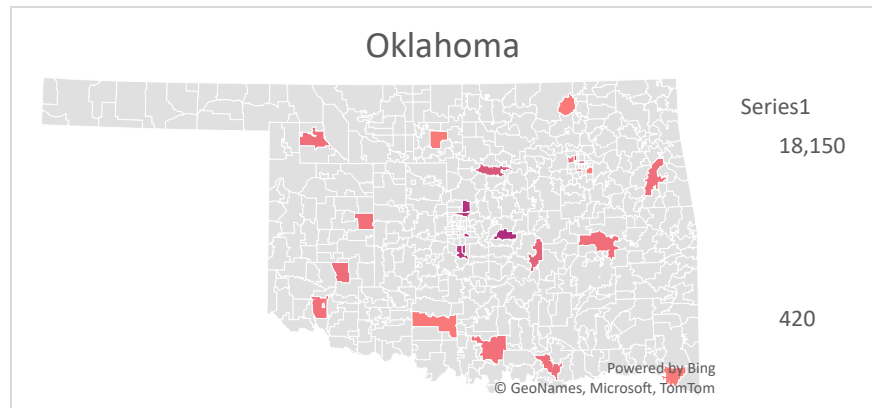 Oklahoma
Series1
18,150
420
Powered by Bing
© GeoNames, Microsoft, TomTom